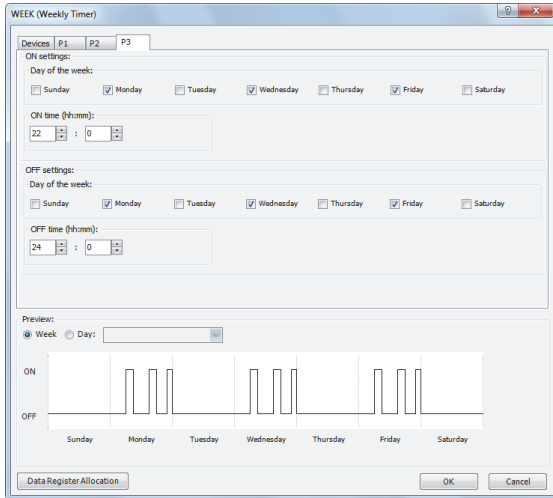 WEEK (Weekly Timer)
Devices P1 P2 P3
ON settings:
Day of the week:
Sunday Monday Tuesday Wednesday Thursday Friday Saturday
ON time (hh:mm):
22 : 0
OFF settings:
Day of the week:
Sunday Monday Tuesday Wednesday Thursday Friday Saturday
OFF time (hh:mm):
24 : 0
Preview:
Week Day:
ON
OFF
Sunday Monday Tuesday Wednesday Thursday Friday Saturday
Data Register Allocation OK Cancel